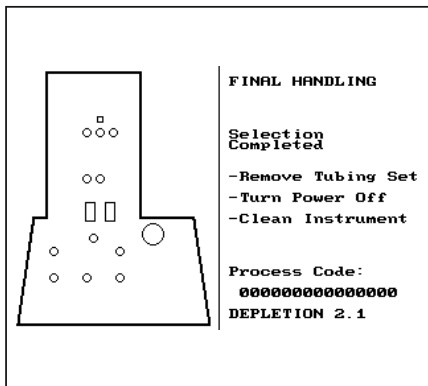 FINAL HANDLING
Selection
Completed
-Remove Tubing Set
-Turn Power Off
-Clean Instrument
Process Code:
000000000000000
DEPLETION 2.1